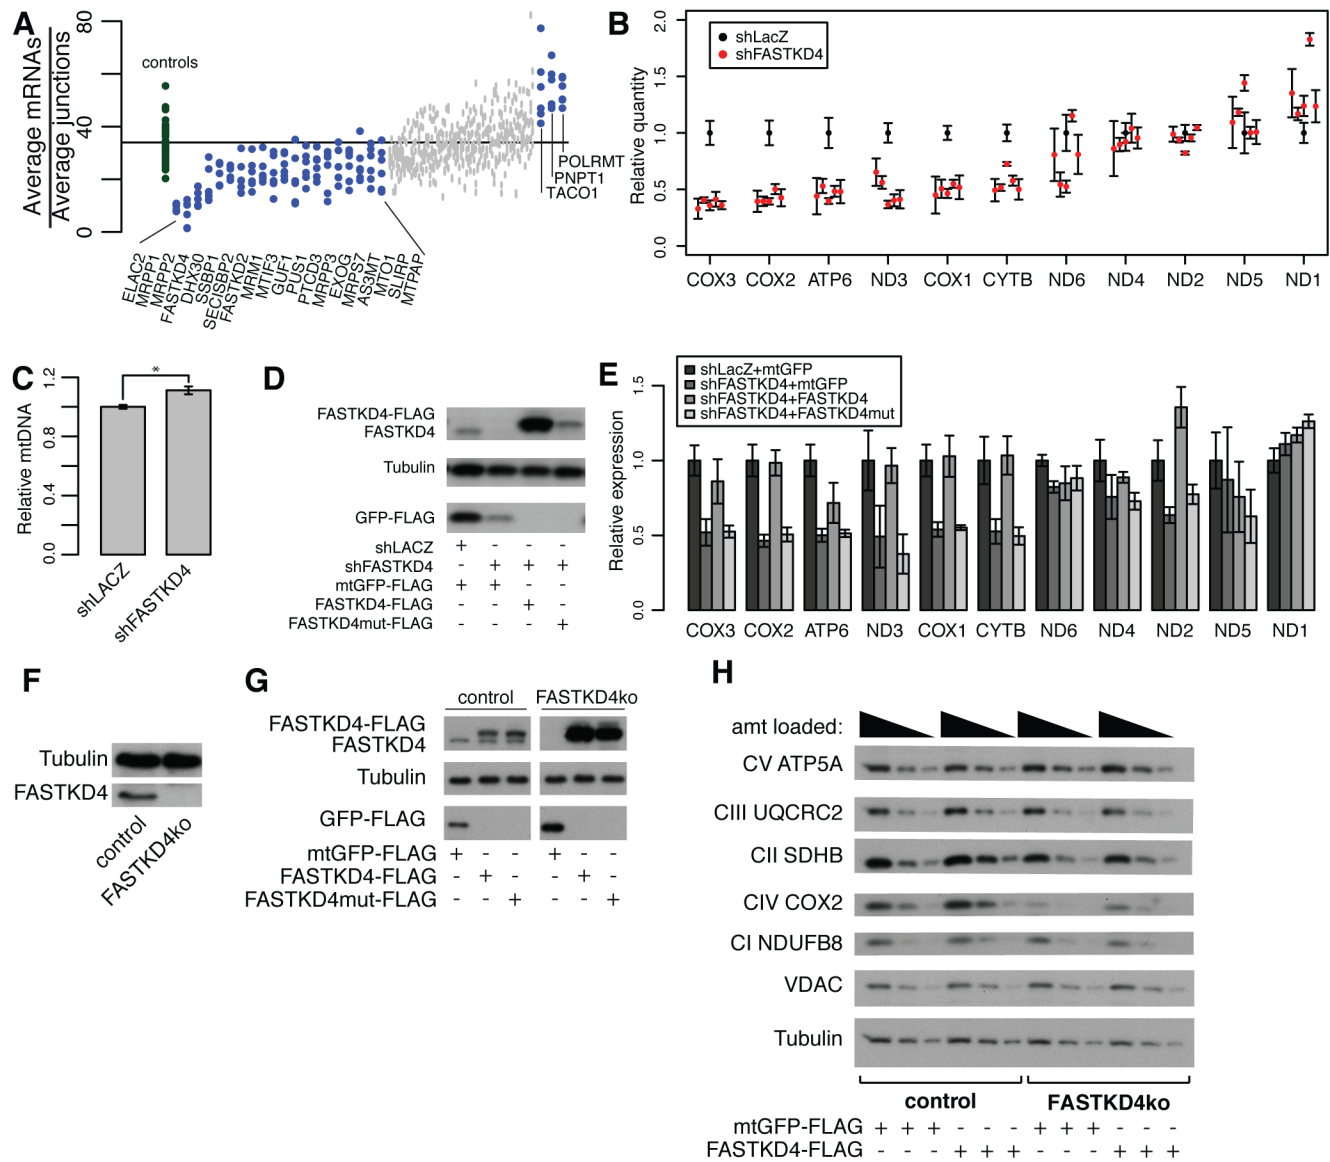 A
Average mRNAs
Average junctions
80
40
0
controls
POLRMT
PNPT1
TACO1
ELAC2
MRPP1
MRPP2
FASTKD4
DHX30
SSBP1
SECISBP2
FASTKD2
MRM1
MTIF3
GUF1
PUS1
PTCD3
MRPP3
EXOG
MRPS7
AS3MT
MTO1
SLIRP
MTPAP
B
Relative quantity
2.0
1.5
1.0
0.5
0.0
shLacZ
shFASTKD4
COX3 COX2 ATP6 ND3 COX1 CYTB ND6 ND4 ND2 ND5 ND1
C
Relative mtDNA
1.2
0.8
0.4
0.0
*
shLACZ
shFASTKD4
D
FASTKD4-FLAG
FASTKD4
Tubulin
GFP-FLAG
shLACZ + - - -
shFASTKD4 - + + +
mtGFP-FLAG + + - -
FASTKD4-FLAG - - + -
FASTKD4mut-FLAG - - - +
E
Relative expression
1.5
1.0
0.5
0.0
shLacZ+mtGFP
shFASTKD4+mtGFP
shFASTKD4+FASTKD4
shFASTKD4+FASTKD4mut
COX3 COX2 ATP6 ND3 COX1 CYTB ND6 ND4 ND2 ND5 ND1
F
Tubulin
FASTKD4
control
FASTKD4ko
G
control FASTKD4ko
FASTKD4-FLAG
FASTKD4
Tubulin
GFP-FLAG
mtGFP-FLAG + - - + - -
FASTKD4-FLAG - + - - + -
FASTKD4mut-FLAG - - + - - +
H
amt loaded:
CV ATP5A
CIII UQCRC2
CII SDHB
CIV COX2
CI NDUFB8
VDAC
Tubulin
control FASTKD4ko
mtGFP-FLAG + + + - - - + + + - - -
FASTKD4-FLAG - - - + + + - - - + + +